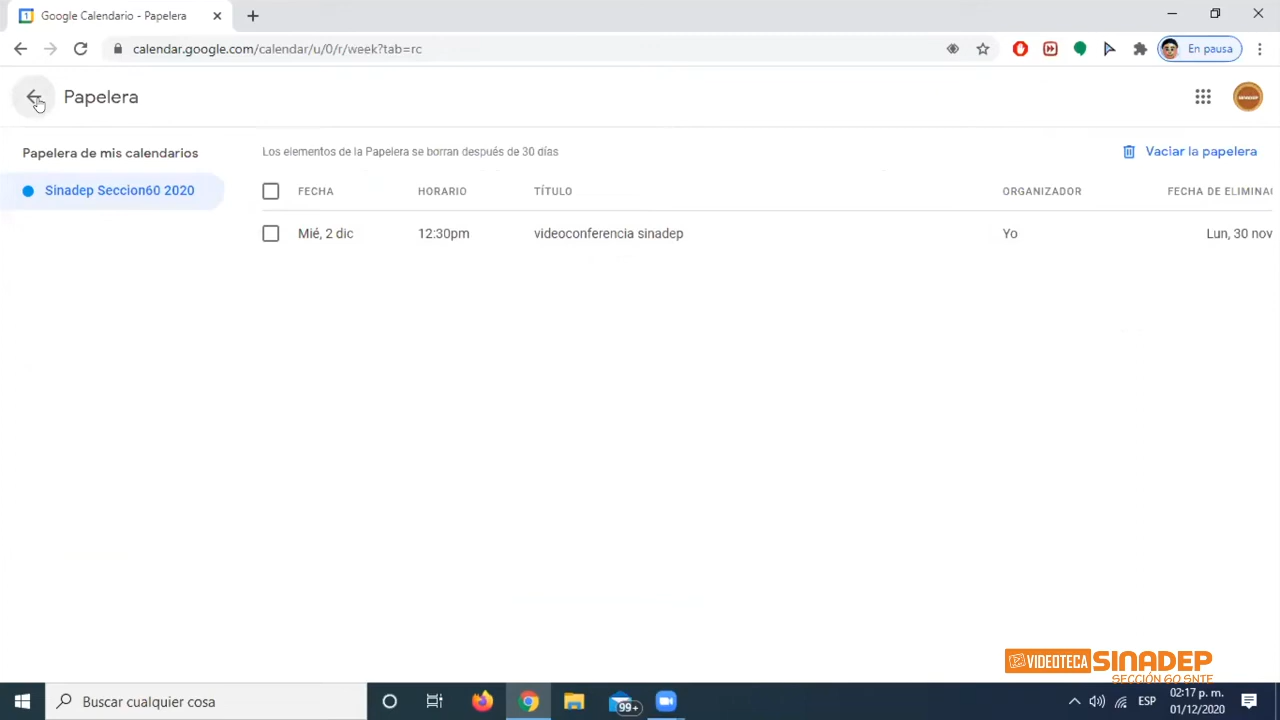 Google Calendario - Papelera
calendar.google.com/calendar/u/0/r/week?tab=rc
En pausa
Papelera
SINADEP
Papelera de mis calendarios
Los elementos de la Papelera se borran después de 30 días
Vaciar la papelera
Sinadep Seccion60 2020
FECHA HORARIO TÍTULO ORGANIZADOR FECHA DE ELIMINA
Mié, 2 dic 12:30pm videoconferencia sinadep Yo Lun, 30 nov
VIDEOTECA SINADEP
SECCIÓN 60 SNTE
Buscar cualquier cosa
99+
ESP
02:17 p. m.
01/12/2020